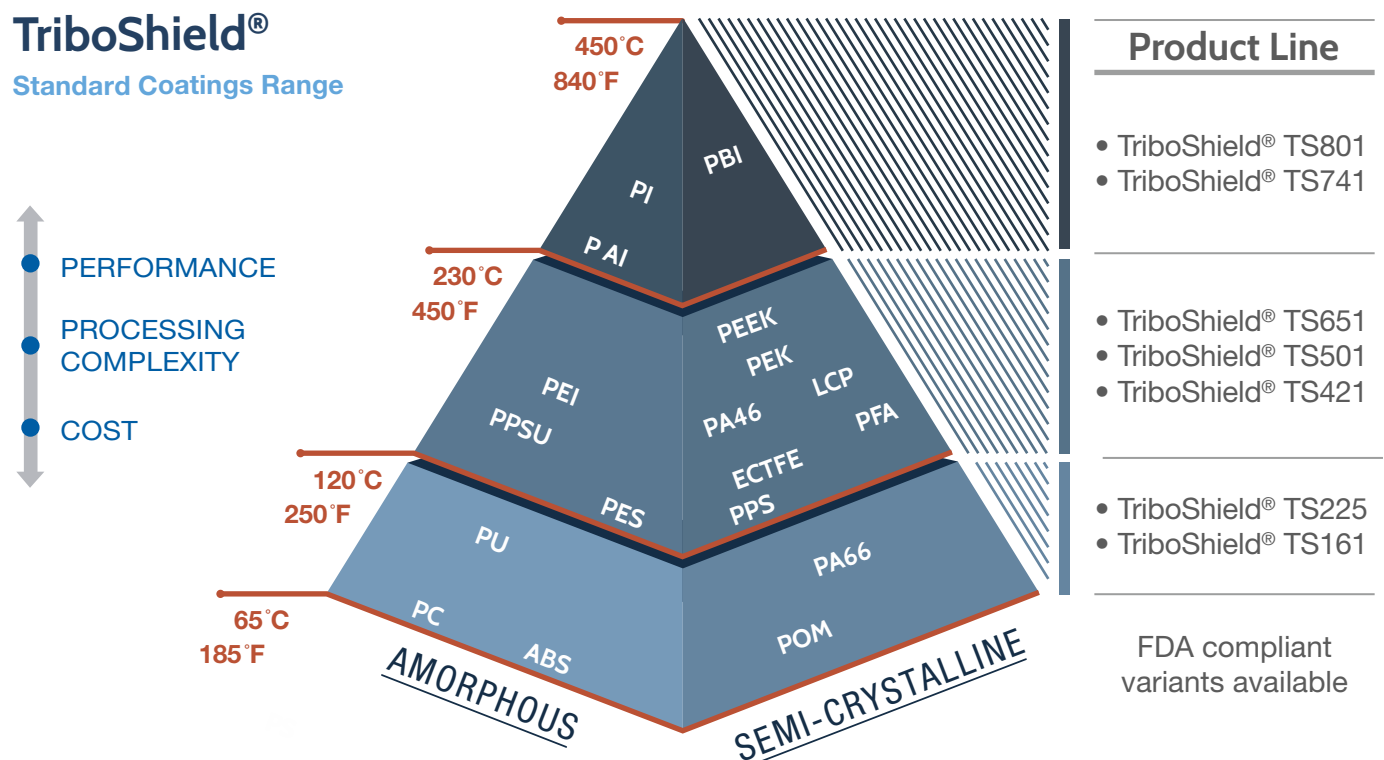 TriboShield®
Standard Coatings Range
PERFORMANCE
PROCESSING
COMPLEXITY
COST
450°C
840°F
230°C
450°F
120°C
250°F
65°C
185°F
PI
P AI
PBI
PEI
PPSU
PES
PEEK
PEK
LCP
PA46
PFA
ECTFE
PPS
PU
PC
ABS
PA66
POM
AMORPHOUS
SEMI-CRYSTALLINE
Product Line
• TriboShield® TS801
• TriboShield® TS741
• TriboShield® TS651
• TriboShield® TS501
• TriboShield® TS421
• TriboShield® TS225
• TriboShield® TS161
FDA compliant
variants available